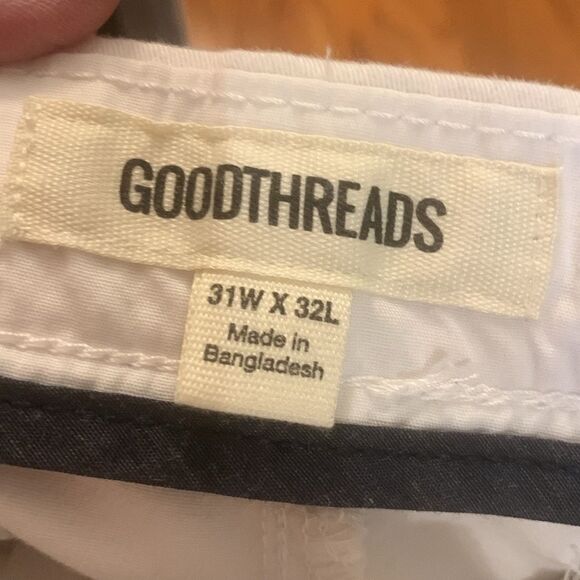 GOODTHREADS
31W X 32L
Made in
Bangladesh